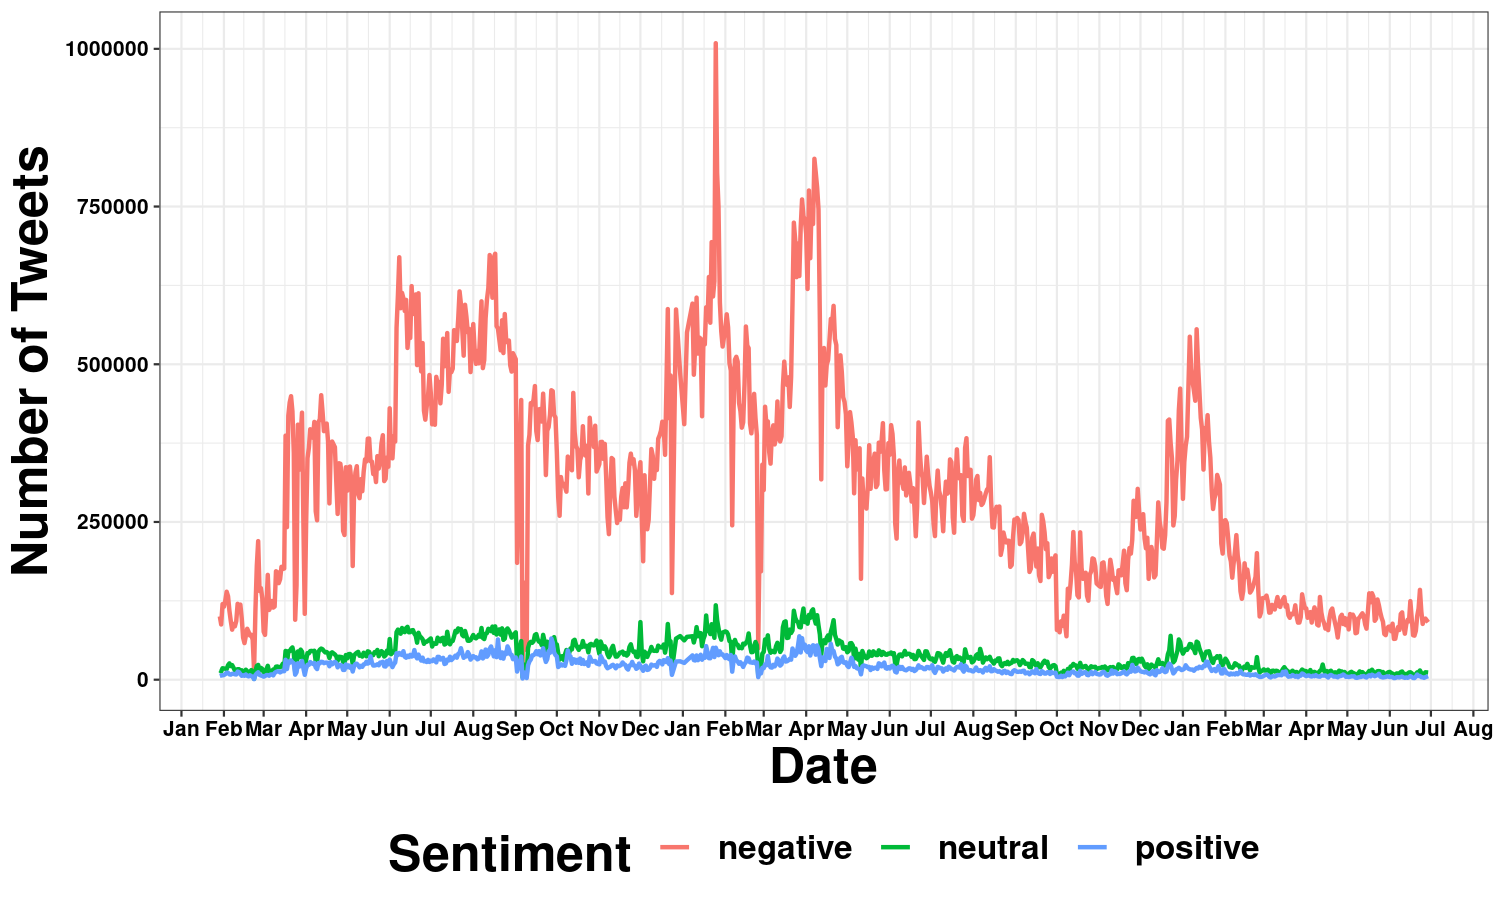 Number of Tweets
1000000
750000
500000
250000
0
Jan Feb Mar Apr May Jun Jul Aug Sep Oct Nov Dec Jan Feb Mar Apr May Jun Jul Aug Sep Oct Nov Dec Jan Feb Mar Apr May Jun Jul Aug
Date
Sentiment negative neutral positive